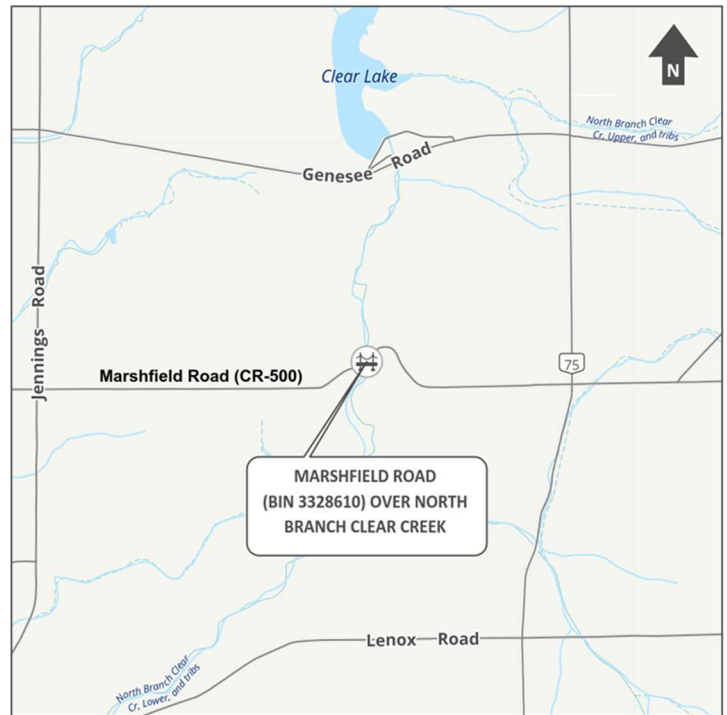 Clear Lake
N
North Branch Clear
Cr, Upper, and tribs
Genesee Road
Jennings Road
75
Marshfield Road (CR-500)
MARSHFIELD ROAD
(BIN 3328610) OVER NORTH
BRANCH CLEAR CREEK
Lenox Road
North Branch Clear
Cr, Lower, and tribs